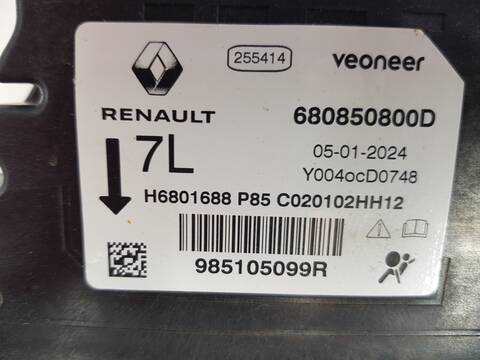 255414
veoneer
RENAULT
680850800D
7L
05-01-2024
Y004ocD0748
H6801688 P85 C020102HH12
985105099R